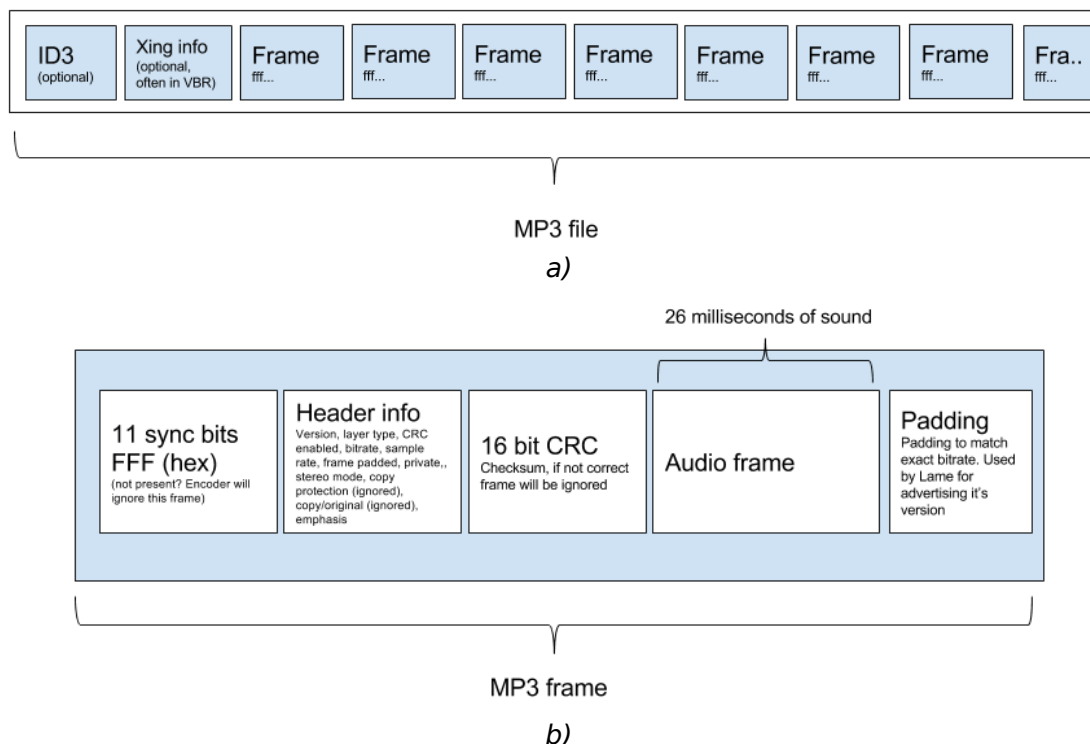 ID3
(optional)
Xing info
(optional,
often in VBR)
Frame
fff...
Frame
fff...
Frame
fff...
Frame
fff...
Frame
fff...
Frame
fff...
Frame
fff...
Fra..
fff...
MP3 file
a)
26 milliseconds of sound
11 sync bits
FFF (hex)
(not present? Encoder will
ignore this frame)
Header info
Version, layer type, CRC
enabled, bitrate, sample
rate, frame padded, private,,
stereo mode, copy
protection (ignored),
copy/original (ignored),
emphasis
16 bit CRC
Checksum, if not correct
frame will be ignored
Audio frame
Padding
Padding to match
exact bitrate. Used
by Lame for
advertising it's
version
MP3 frame
b)